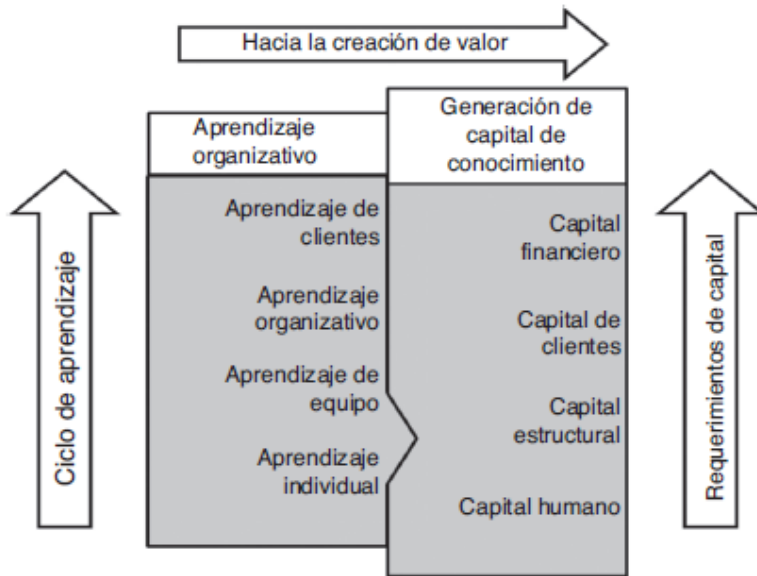 Hacia la creación de valor
Aprendizaje
organizativo
Generación de
capital de
conocimiento
Ciclo de aprendizaje
Aprendizaje de
clientes
Aprendizaje
organizativo
Aprendizaje de
equipo
Aprendizaje
individual
Capital
financiero
Capital de
clientes
Capital
estructural
Capital humano
Requerimientos de capital